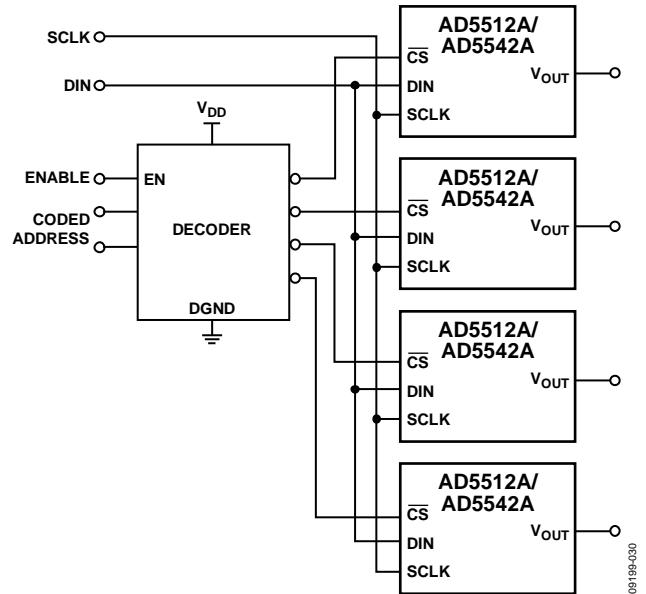 SCLK
DIN
VDD
ENABLE
CODED
ADDRESS
EN
DECODER
DGND
AD5512A/
AD5542A
CS
DIN
SCLK
VOUT
AD5512A/
AD5542A
CS
DIN
SCLK
VOUT
AD5512A/
AD5542A
CS
DIN
SCLK
VOUT
AD5512A/
AD5542A
CS
DIN
SCLK
VOUT
09199-030